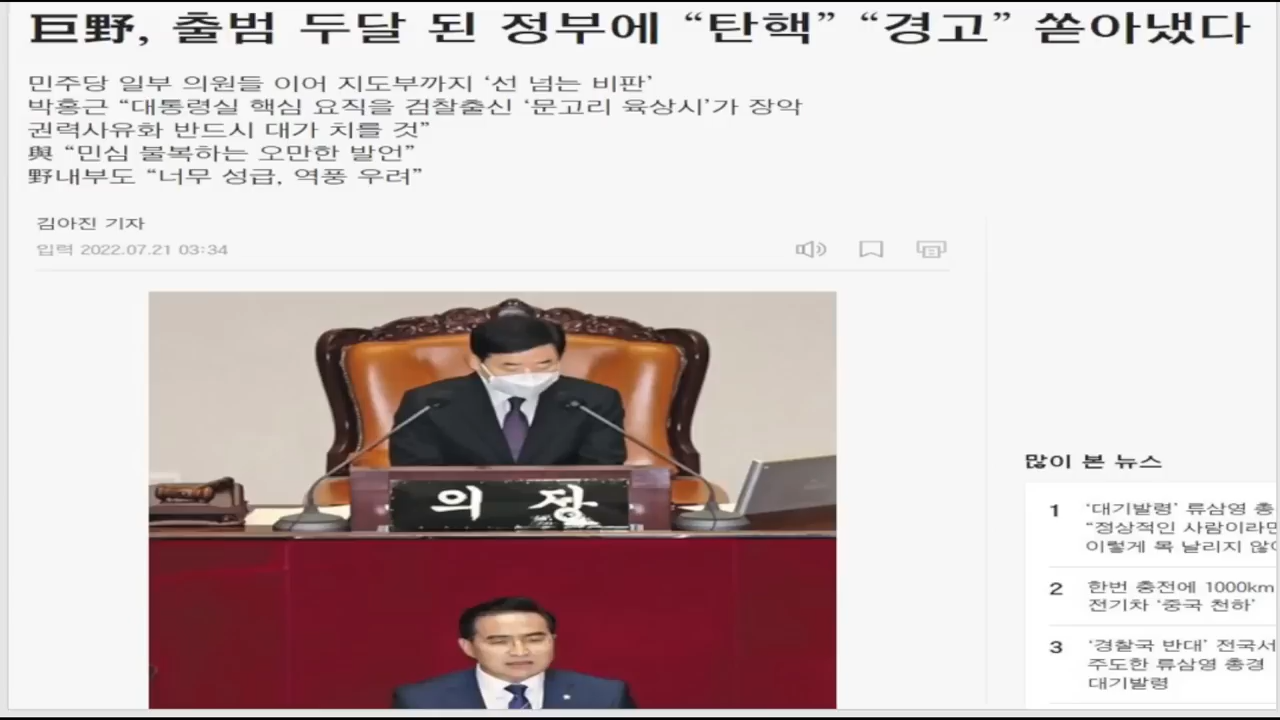 巨野, 출범 두달 된 정부에 “탄핵” “경고” 쏟아냈다
민주당 일부 의원들 이어 지도부까지 ‘선 넘는 비판’
박홍근 “대통령실 핵심 요직을 검찰출신 ‘문고리 육상시’가 장악
권력사유화 반드시 대가 치를 것”
與 “민심 불복하는 오만한 발언”
野내부도 “너무 성급, 역풍 우려”
김아진 기자
입력 2022.07.21 03:34
의 장
많이 본 뉴스
1 ‘대기발령’ 류삼영 총
“정상적인 사람이라면
이렇게 목 날리지 않
2 한번 충전에 1000km
전기차 ‘중국 천하’
3 ‘경찰국 반대’ 전국서
주도한 류삼영 총경
대기발령